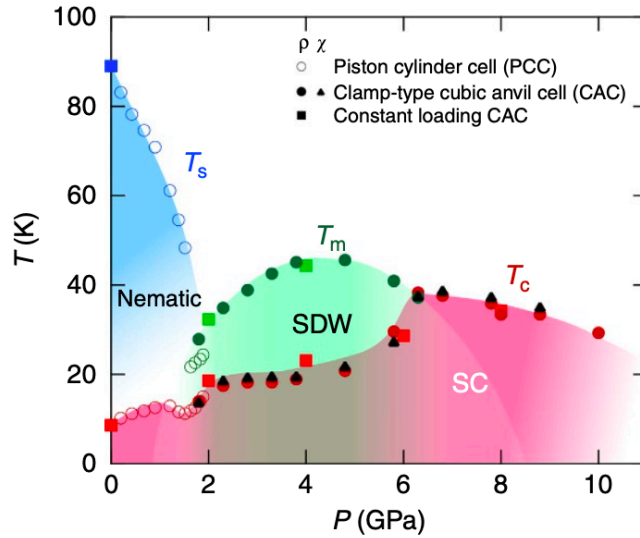 100
80
60
40
20
0
T (K)
0
2
4
6
8
10
P (GPa)
ρ χ
Piston cylinder cell (PCC)
Clamp-type cubic anvil cell (CAC)
Constant loading CAC
Ts
Tm
Tc
Nematic
SDW
SC